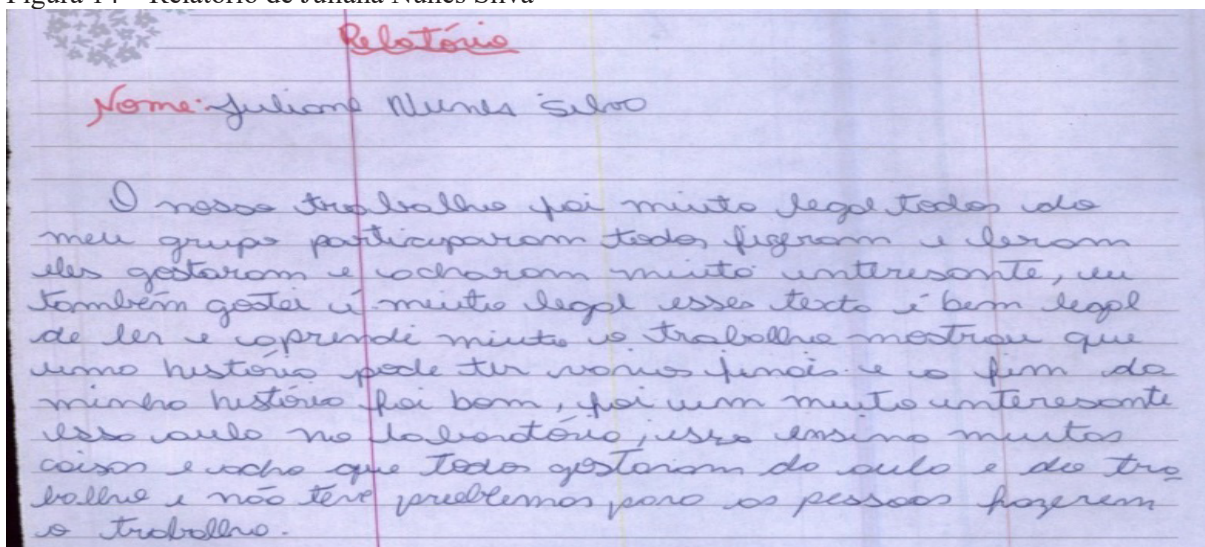 Figura 14 – Relatório de Juliana Nunes Silva
Relatório
Nome: Juliana Nunes Silva
O nosso trabalho foi muito legal todos do
meu grupo participaram todos fizeram e leram
eles gostaram e acharam muito interesante, eu
também gostei é muito legal esses texto é bem legal
de ler e aprendi muito o trabalho mostrou que
uma história pode ter varios finais e o fim da
minha história foi bom, foi um muito interesante
essa aula no laboratório, essa ensina muitas
coisas e acho que todos gostaram da aula e do tra
balho e não teve problemas para as pessoas fazerem
o trabalho.